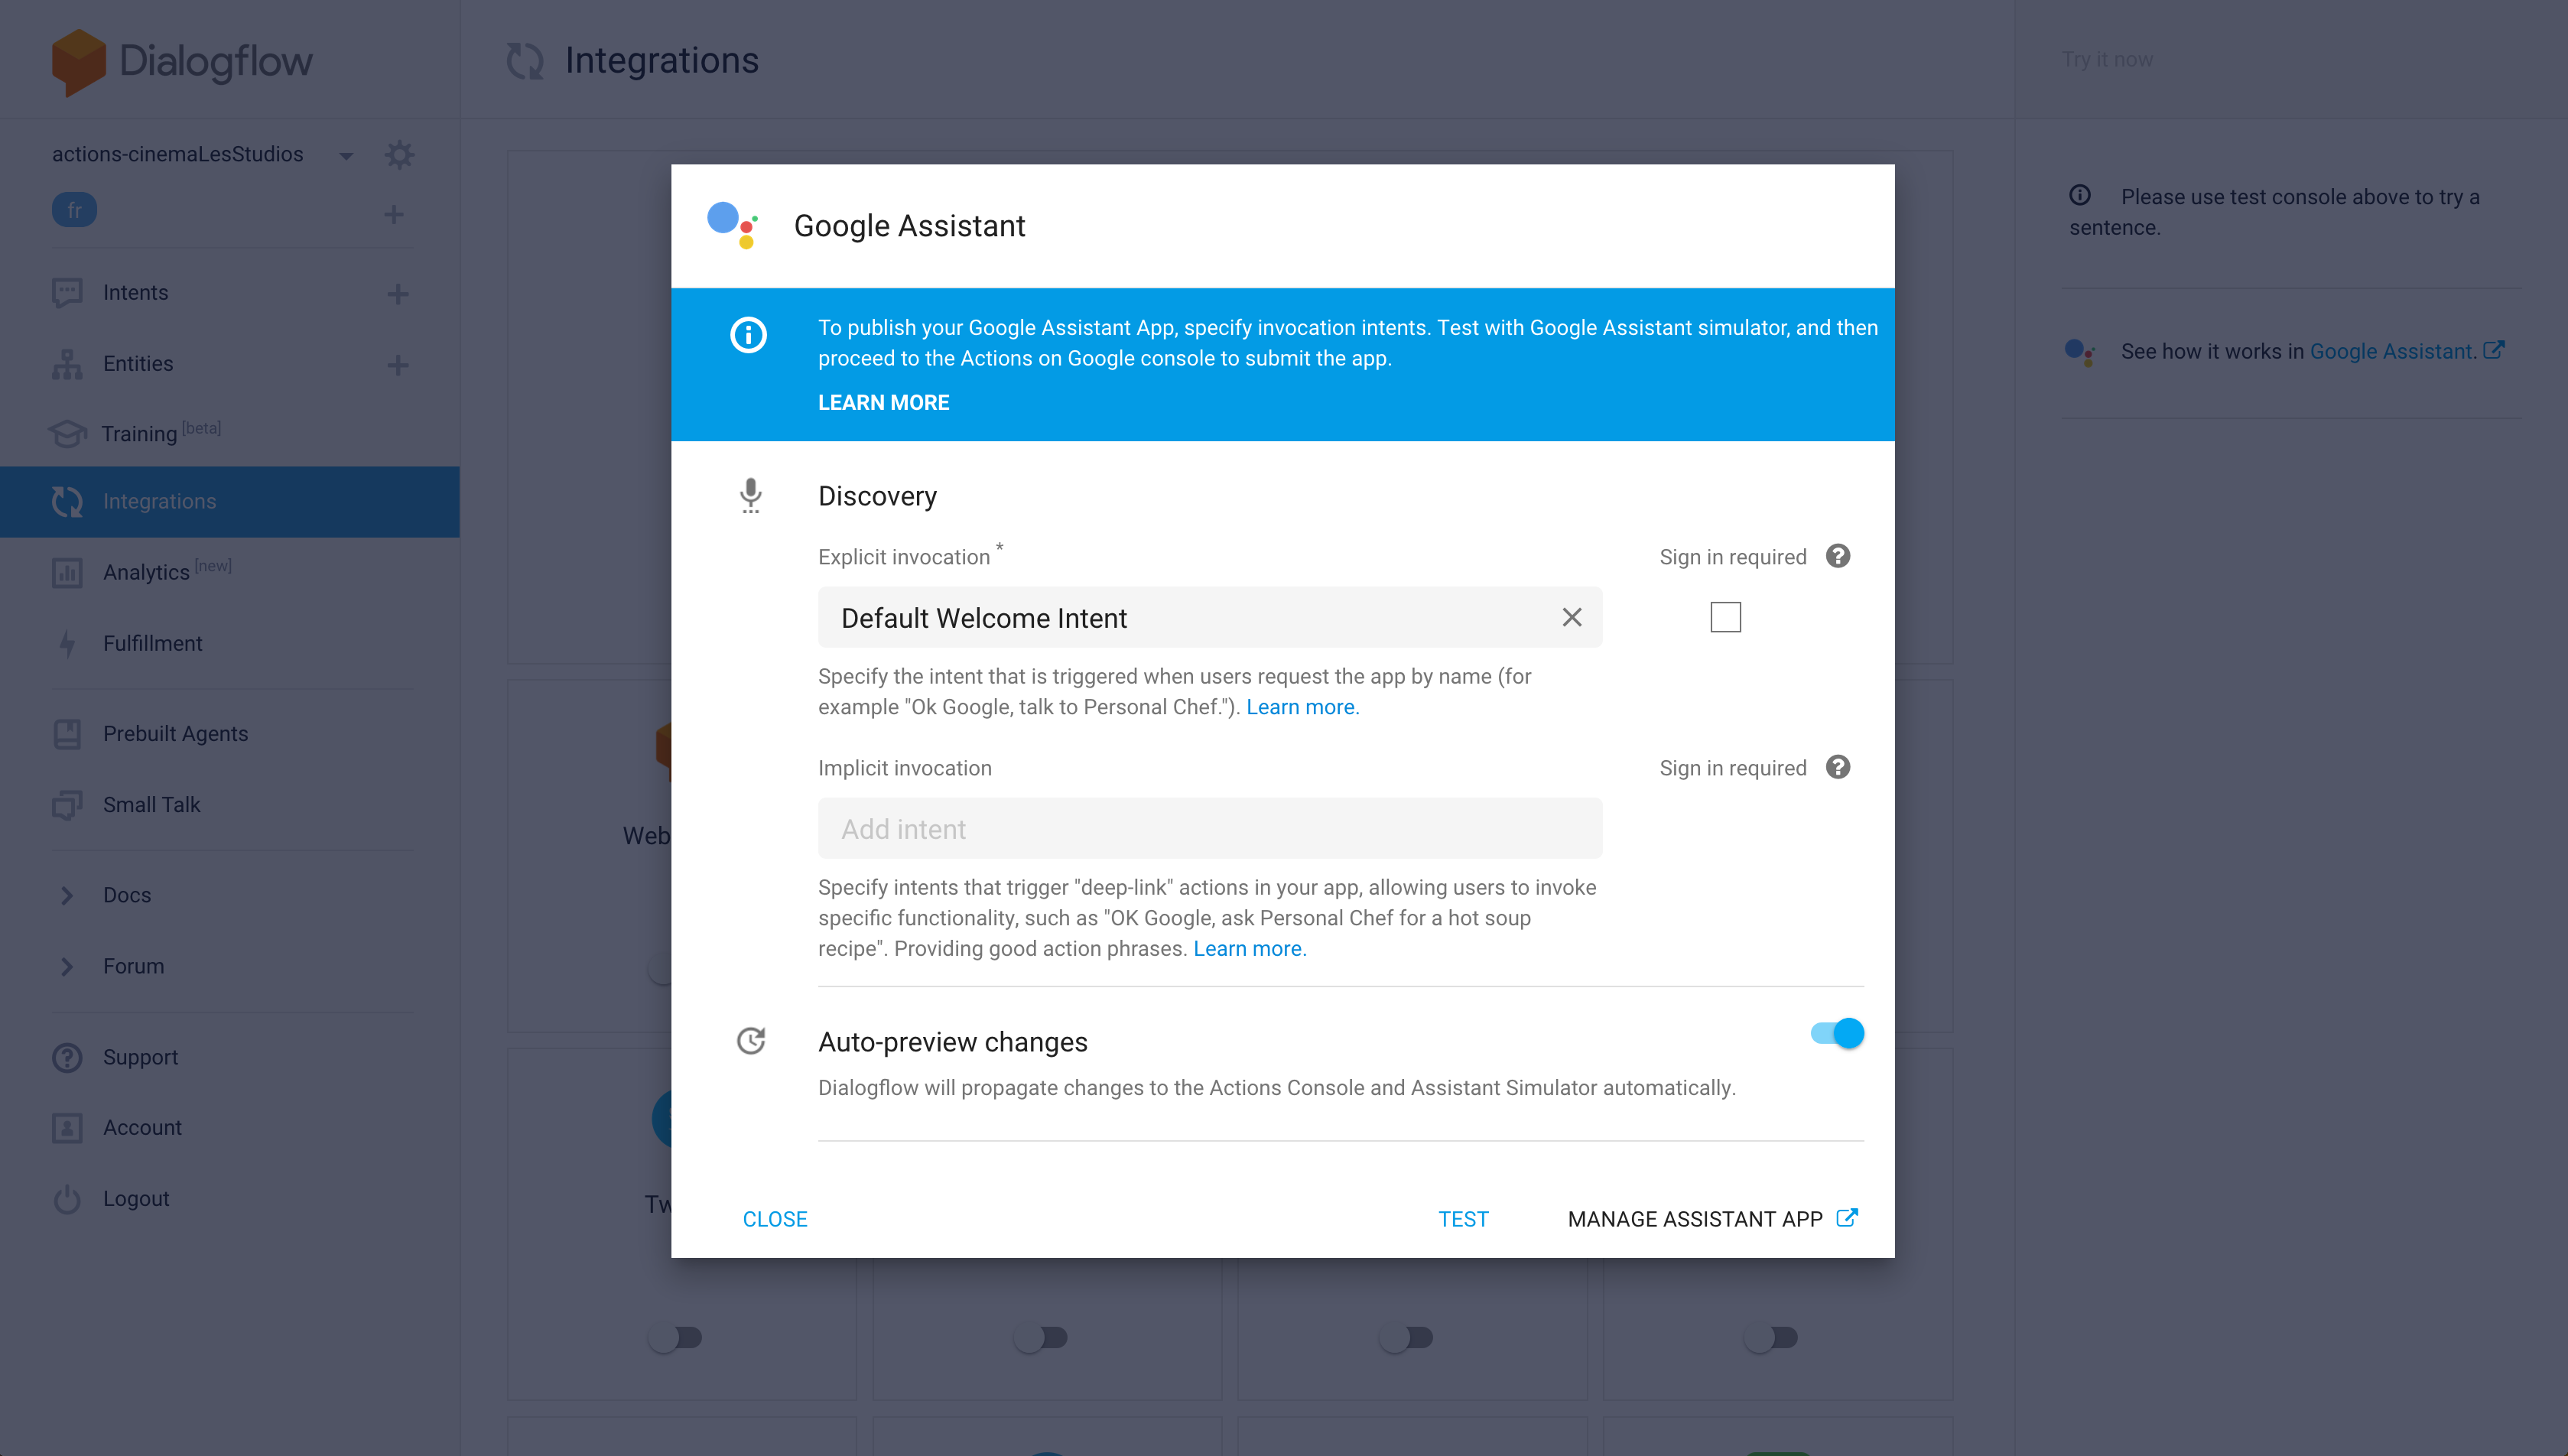 Dialogflow
Integrations
Try it now
actions-cinemaLesStudios
fr
Intents
Entities
Training [beta]
Integrations
Analytics [new]
Fulfillment
Prebuilt Agents
Small Talk
Docs
Forum
Support
Account
Logout
Web
Tw
Google Assistant
To publish your Google Assistant App, specify invocation intents. Test with Google Assistant simulator, and then
proceed to the Actions on Google console to submit the app.
LEARN MORE
Discovery
Explicit invocation * Sign in required
Default Welcome Intent
Specify the intent that is triggered when users request the app by name (for
example "Ok Google, talk to Personal Chef."). Learn more.
Implicit invocation Sign in required
Add intent
Specify intents that trigger "deep-link" actions in your app, allowing users to invoke
specific functionality, such as "OK Google, ask Personal Chef for a hot soup
recipe". Providing good action phrases. Learn more.
Auto-preview changes
Dialogflow will propagate changes to the Actions Console and Assistant Simulator automatically.
CLOSE TEST MANAGE ASSISTANT APP
Please use test console above to try a
sentence.
See how it works in Google Assistant.